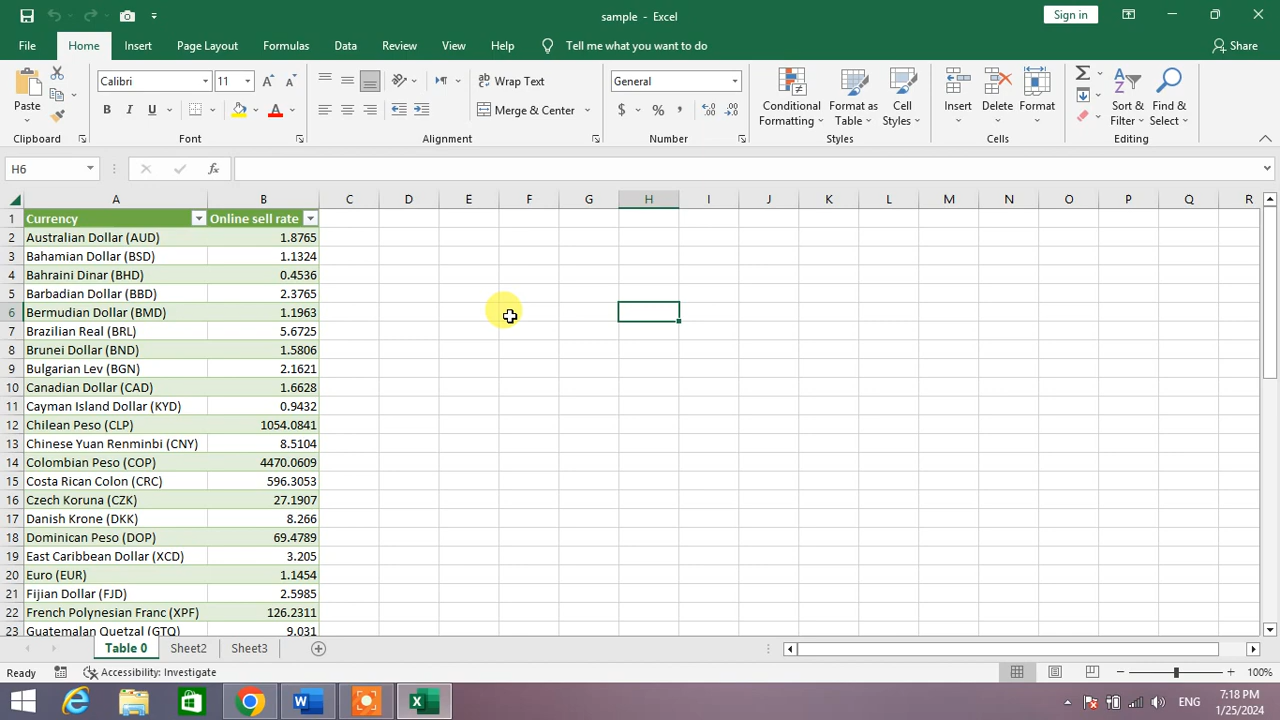 sample - Excel
Sign in
File Home Insert Page Layout Formulas Data Review View Help Tell me what you want to do Share
Paste Calibri 11 Wrap Text General Conditional Formatting Format as Table Cell Styles Insert Delete Format Sort & Filter Find & Select
B I U A Merge & Center $ % ,
Clipboard Font Alignment Number Styles Cells Editing
H6 fx
A B C D E F G H I J K L M N O P Q R
1 Currency Online sell rate
2 Australian Dollar (AUD) 1.8765
3 Bahamian Dollar (BSD) 1.1324
4 Bahraini Dinar (BHD) 0.4536
5 Barbadian Dollar (BBD) 2.3765
6 Bermudian Dollar (BMD) 1.1963
7 Brazilian Real (BRL) 5.6725
8 Brunei Dollar (BND) 1.5806
9 Bulgarian Lev (BGN) 2.1621
10 Canadian Dollar (CAD) 1.6628
11 Cayman Island Dollar (KYD) 0.9432
12 Chilean Peso (CLP) 1054.0841
13 Chinese Yuan Renminbi (CNY) 8.5104
14 Colombian Peso (COP) 4470.0609
15 Costa Rican Colon (CRC) 596.3053
16 Czech Koruna (CZK) 27.1907
17 Danish Krone (DKK) 8.266
18 Dominican Peso (DOP) 69.4789
19 East Caribbean Dollar (XCD) 3.205
20 Euro (EUR) 1.1454
21 Fijian Dollar (FJD) 2.5985
22 French Polynesian Franc (XPF) 126.2311
23 Guatemalan Quetzal (GTQ) 9.031
Table 0 Sheet2 Sheet3
Ready Accessibility: Investigate 100%
ENG 7:18 PM
1/25/2024